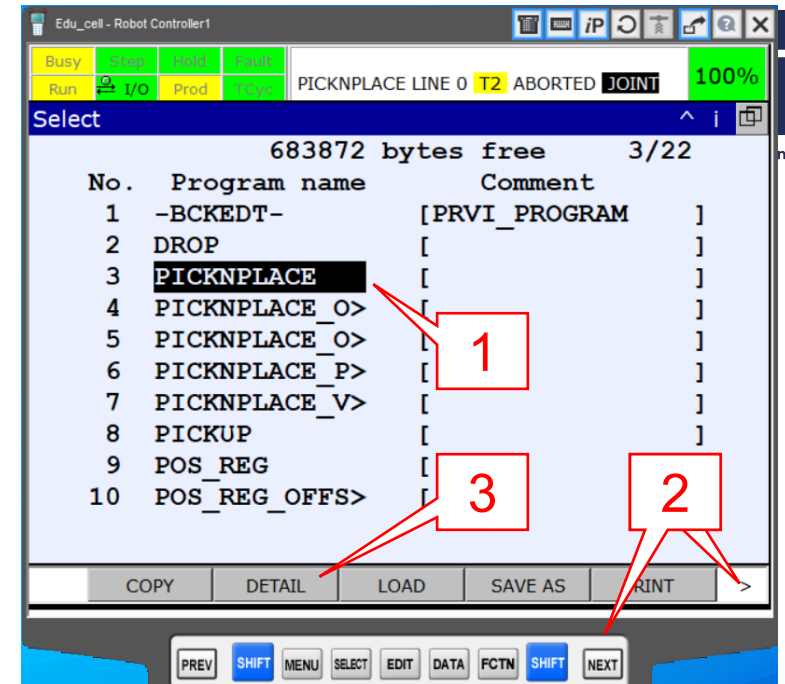 Edu_cell - Robot Controller1
iP
Busy Step Hold Fault
Run I/O Prod TCyc
PICKNPLACE LINE 0 T2 ABORTED JOINT
100%
Select
^ i
683872 bytes free 3/22
No. Program name Comment
1 -BCKEDT- [PRVI_PROGRAM ]
2 DROP [ ]
3 PICKNPLACE [ ]
4 PICKNPLACE_O> [ ]
5 PICKNPLACE_O> [ ]
6 PICKNPLACE_P> [ ]
7 PICKNPLACE_V> [ ]
8 PICKUP [ ]
9 POS_REG [
10 POS_REG_OFFS> [
1
3
2
COPY DETAIL LOAD SAVE AS PRINT >
PREV SHIFT MENU SELECT EDIT DATA FCTN SHIFT NEXT